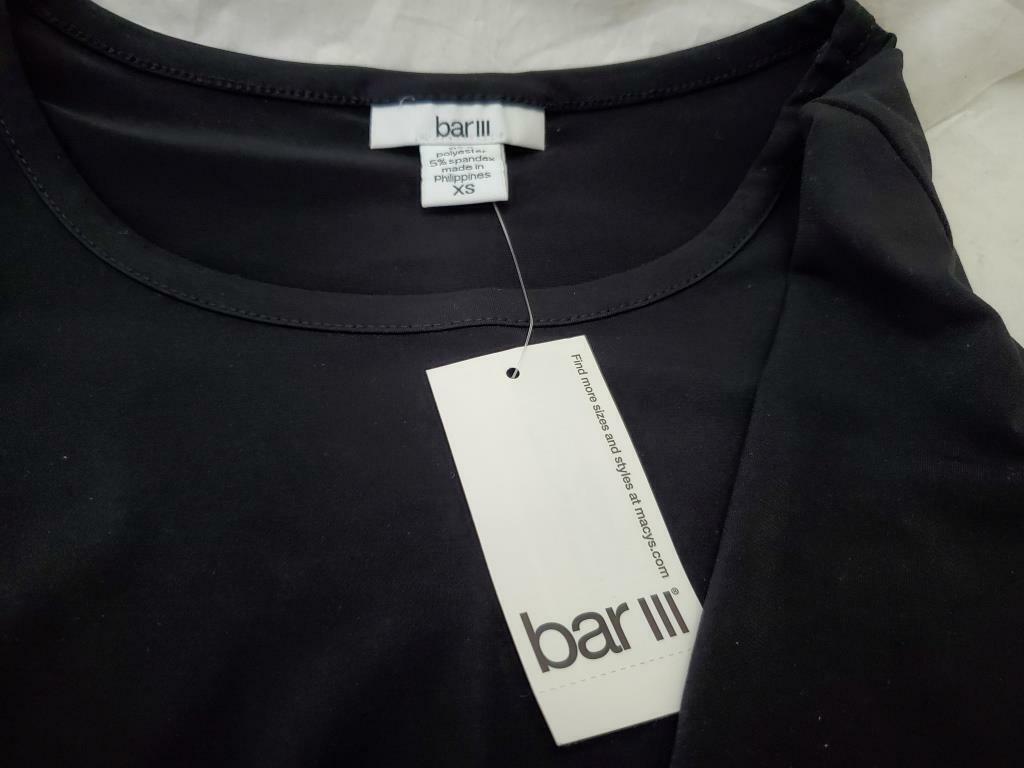 bar III
polyester
5% spandex
made in
Philippines
XS
Find more sizes and styles at macys.com
bar III®